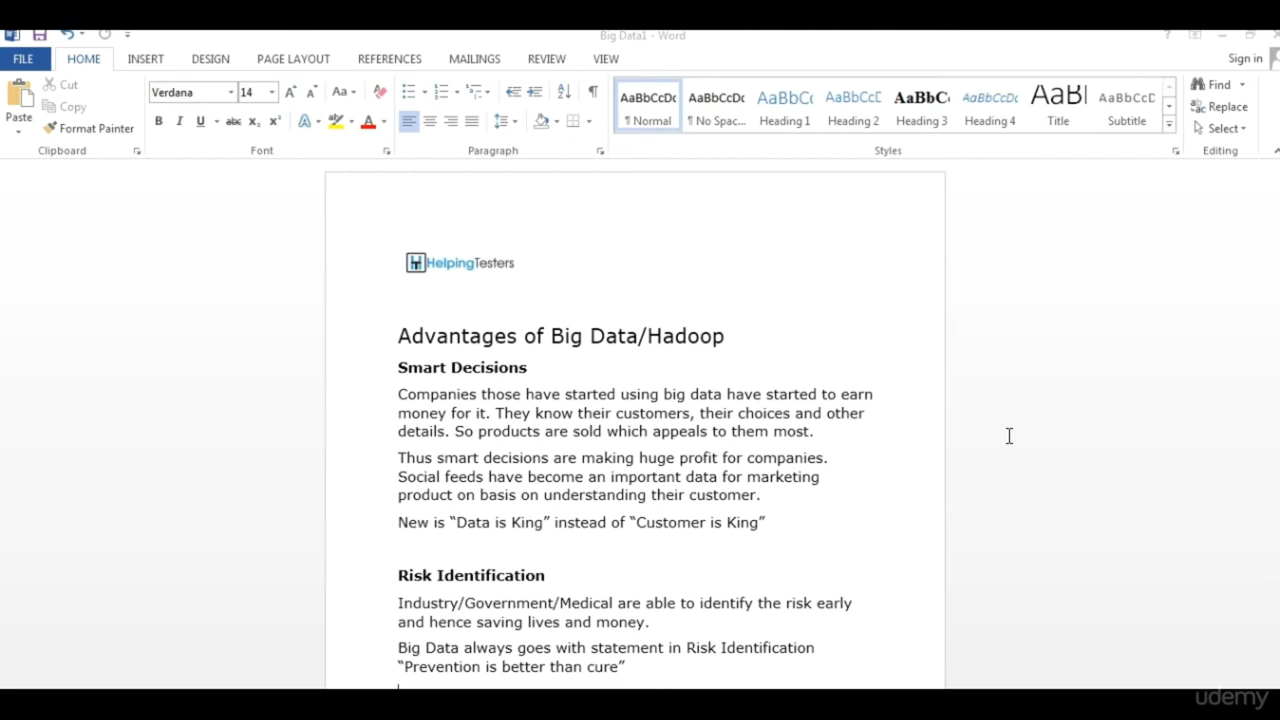 Big Data1 - Word
FILE HOME INSERT DESIGN PAGE LAYOUT REFERENCES MAILINGS REVIEW VIEW Sign in
Paste Cut Copy Format Painter Clipboard
Verdana 14 Font
Paragraph
AaBbCcDc AaBbCcDc AaBbC( AaBbCcD AaBbC AaBbCcDc AaB AaBbCcD
¶ Normal ¶ No Spac... Heading 1 Heading 2 Heading 3 Heading 4 Title Subtitle
Styles
Find Replace Select Editing
HelpingTesters
Advantages of Big Data/Hadoop
Smart Decisions
Companies those have started using big data have started to earn
money for it. They know their customers, their choices and other
details. So products are sold which appeals to them most.
Thus smart decisions are making huge profit for companies.
Social feeds have become an important data for marketing
product on basis on understanding their customer.
New is “Data is King” instead of “Customer is King”
Risk Identification
Industry/Government/Medical are able to identify the risk early
and hence saving lives and money.
Big Data always goes with statement in Risk Identification
“Prevention is better than cure”
udemy